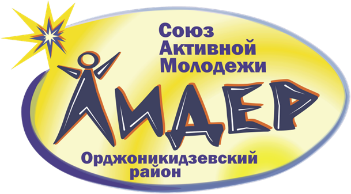 Союз
Активной
Молодежи
ЛИДЕР
Орджоникидзевский
район